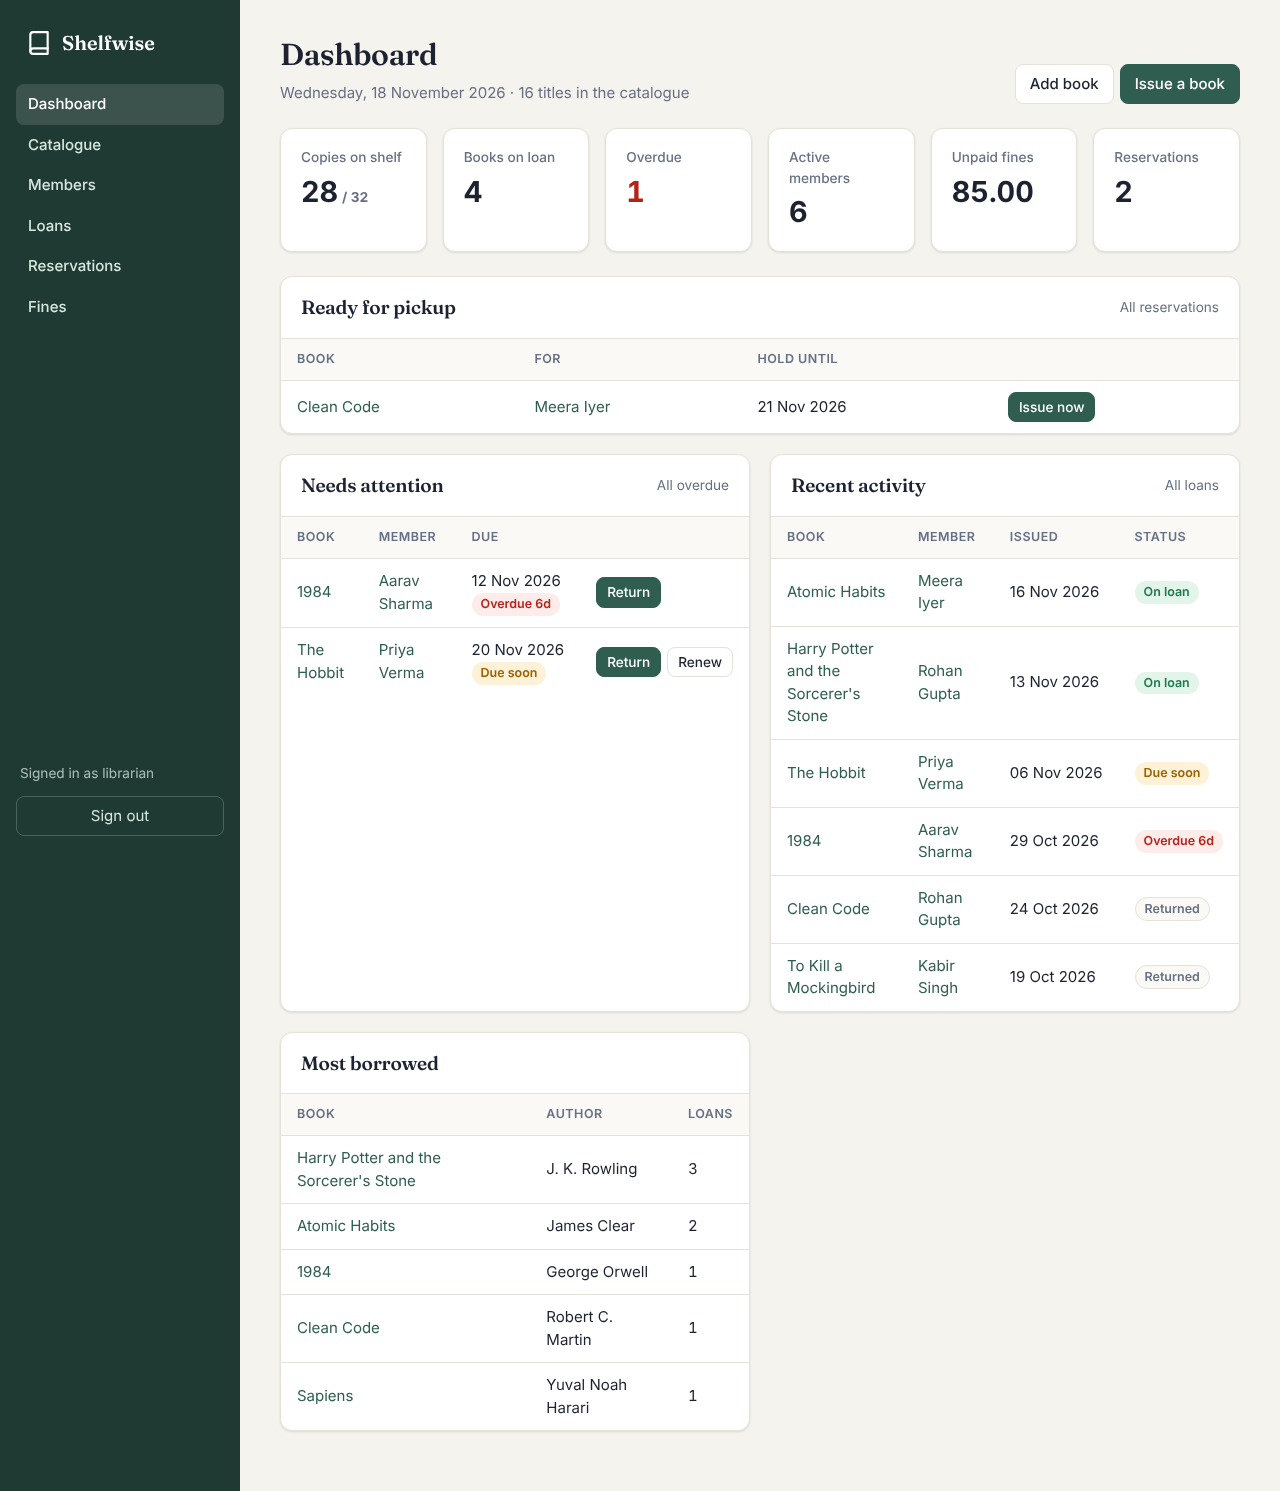 Shelfwise
Dashboard
Catalogue
Members
Loans
Reservations
Fines
Signed in as librarian
Sign out
Dashboard
Wednesday, 18 November 2026 · 16 titles in the catalogue
Add book
Issue a book
Copies on shelf
28 / 32
Books on loan
4
Overdue
1
Active
members
6
Unpaid fines
85.00
Reservations
2
Ready for pickup
All reservations
BOOK FOR HOLD UNTIL
Clean Code Meera Iyer 21 Nov 2026 Issue now
Needs attention
All overdue
BOOK MEMBER DUE
1984
Aarav
Sharma
12 Nov 2026
Overdue 6d
Return
The
Hobbit
Priya
Verma
20 Nov 2026
Due soon
Return
Renew
Recent activity
All loans
BOOK MEMBER ISSUED STATUS
Atomic Habits
Meera
Iyer
16 Nov 2026
On loan
Harry Potter
and the
Sorcerer's
Stone
Rohan
Gupta
13 Nov 2026
On loan
The Hobbit
Priya
Verma
06 Nov 2026
Due soon
1984
Aarav
Sharma
29 Oct 2026
Overdue 6d
Clean Code
Rohan
Gupta
24 Oct 2026
Returned
To Kill a
Mockingbird
Kabir
Singh
19 Oct 2026
Returned
Most borrowed
BOOK AUTHOR LOANS
Harry Potter and the
Sorcerer's Stone
J. K. Rowling
3
Atomic Habits James Clear 2
1984 George Orwell 1
Clean Code
Robert C.
Martin
1
Sapiens
Yuval Noah
Harari
1